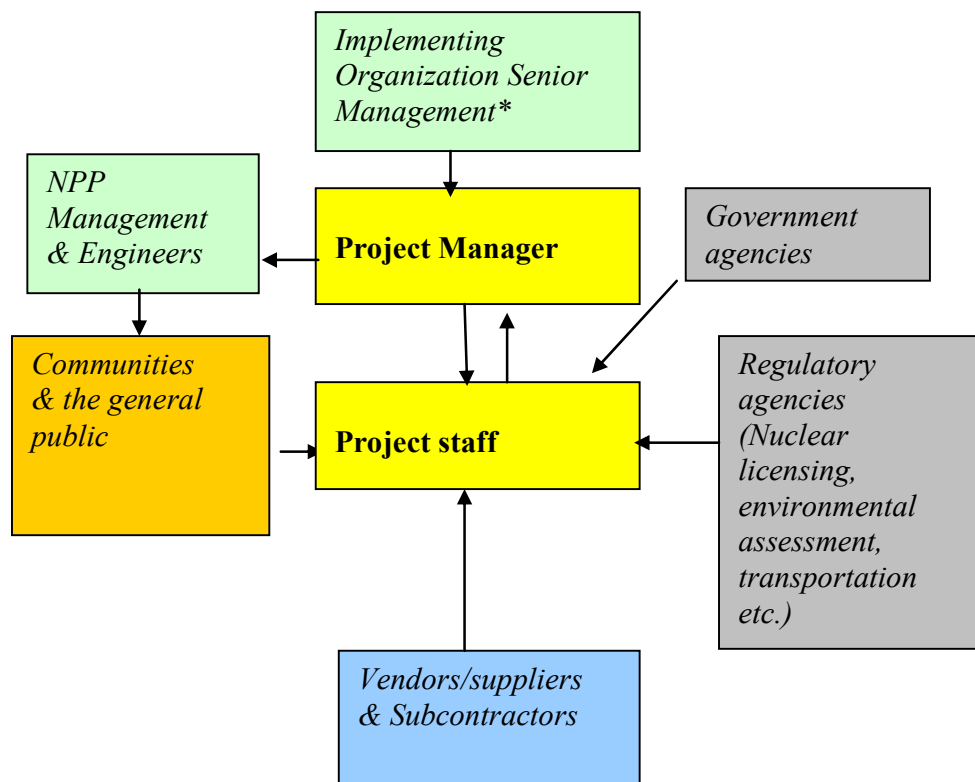 Implementing
Organization Senior
Management*
NPP
Management
& Engineers
Project Manager
Government
agencies
Communities
& the general
public
Project staff
Regulatory
agencies
(Nuclear
licensing,
environmental
assessment,
transportation
etc.)
Vendors/suppliers
& Subcontractors